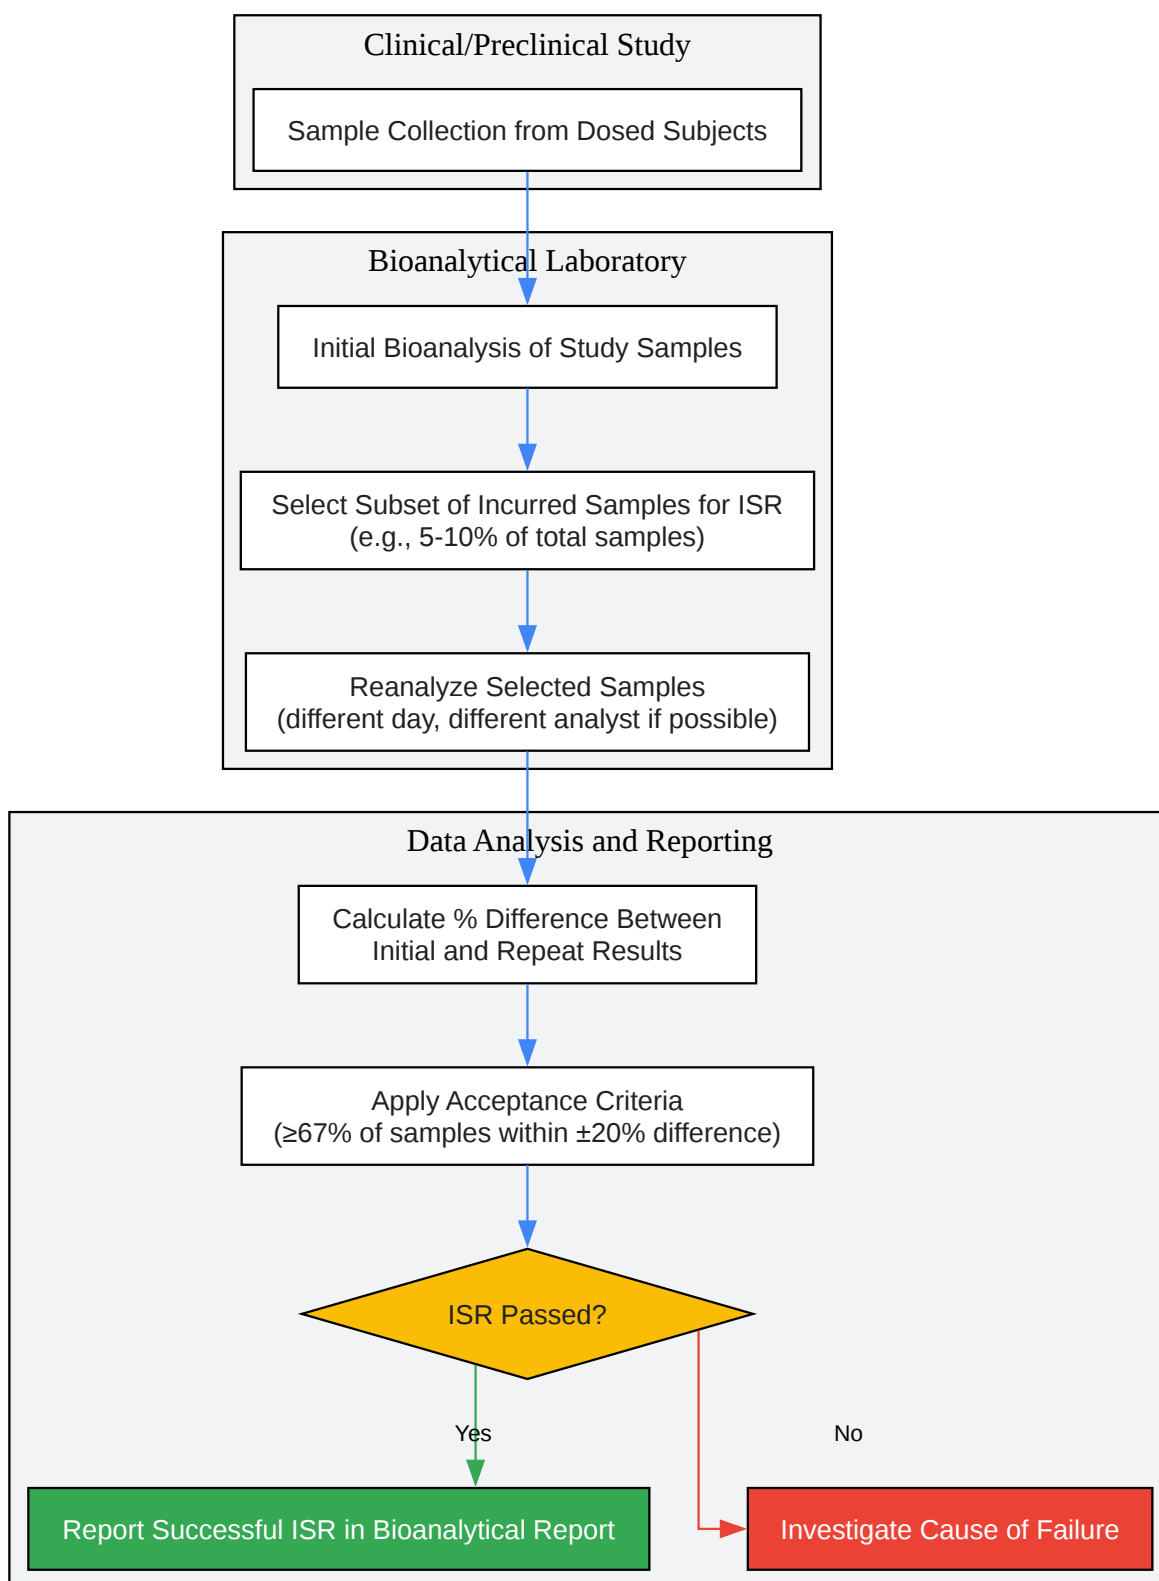 Clinical/Preclinical Study
Sample Collection from Dosed Subjects
Bioanalytical Laboratory
Initial Bioanalysis of Study Samples
Select Subset of Incurred Samples for ISR
(e.g., 5-10% of total samples)
Reanalyze Selected Samples
(different day, different analyst if possible)
Data Analysis and Reporting
Calculate % Difference Between
Initial and Repeat Results
Apply Acceptance Criteria
(≥67% of samples within ±20% difference)
ISR Passed?
Yes
No
Report Successful ISR in Bioanalytical Report
Investigate Cause of Failure